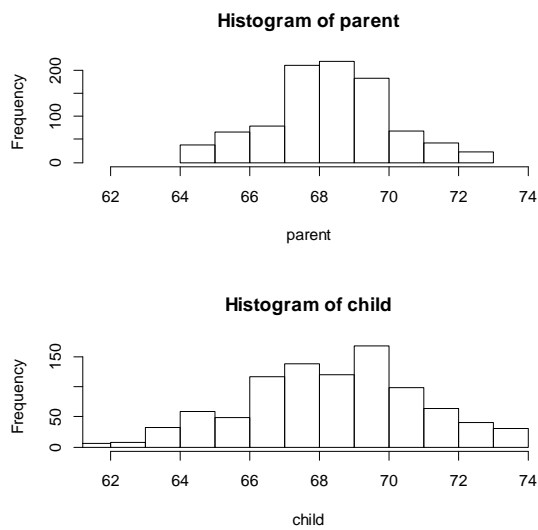 Histogram of parent
Frequency
0 100 200
62 64 66 68 70 72 74
parent
Histogram of child
Frequency
0 50 150
62 64 66 68 70 72 74
child